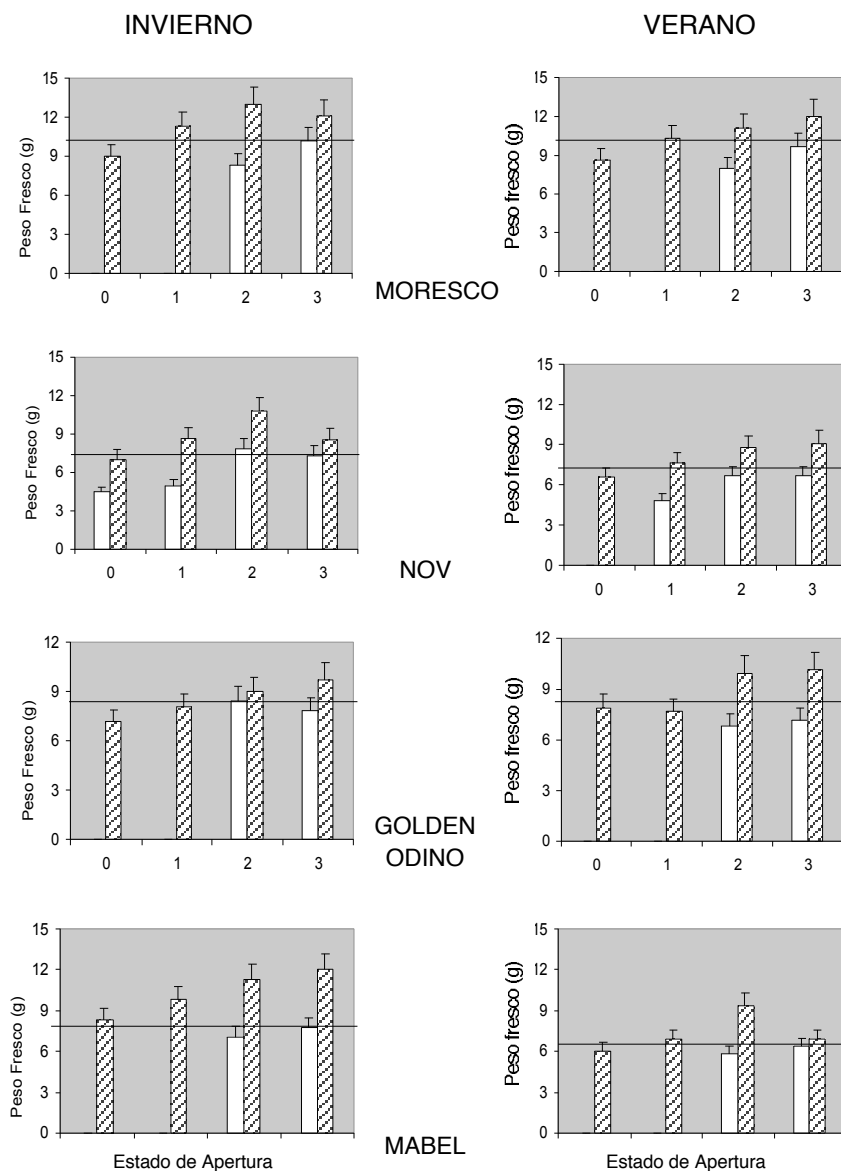 INVIERNO
VERANO
15
12
9
6
3
0
Peso Fresco (g)
0 1 2 3
15
12
9
6
3
0
Peso fresco (g)
0 1 2 3
MORESCO
15
12
9
6
3
0
Peso Fresco (g)
0 1 2 3
15
12
9
6
3
0
Peso fresco (g)
0 1 2 3
NOV
12
9
6
3
0
Peso Fresco (g)
0 1 2 3
12
9
6
3
0
Peso fresco (g)
0 1 2 3
GOLDEN
ODINO
15
12
9
6
3
0
Peso Fresco (g)
Estado de Apertura
15
12
9
6
3
0
Peso fresco (g)
Estado de Apertura
MABEL